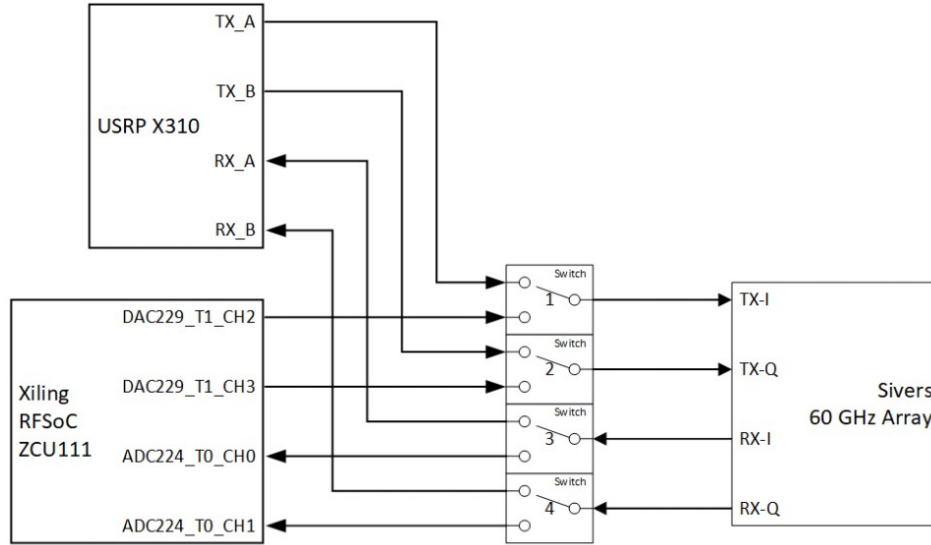 TX_A
TX_B
USRP X310
RX_A
RX_B
DAC229_T1_CH2
DAC229_T1_CH3
Xiling
RFSoC
ZCU111
ADC224_T0_CH0
ADC224_T0_CH1
Switch
1
Switch
2
Switch
3
Switch
4
TX-I
TX-Q
Sivers
60 GHz Array
RX-I
RX-Q